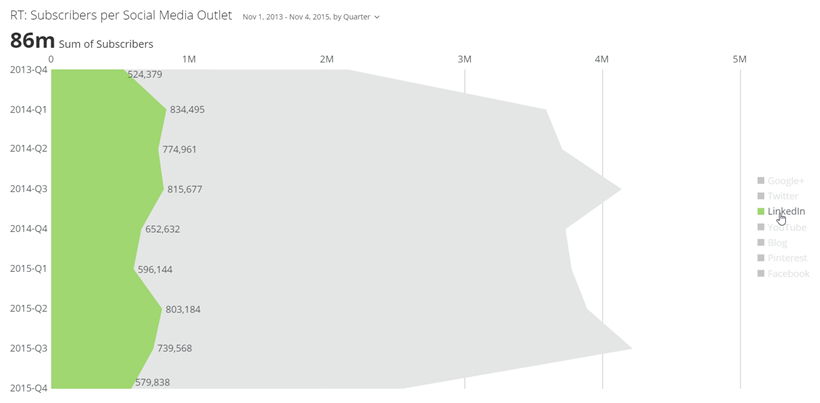 RT: Subscribers per Social Media Outlet Nov 1, 2013 - Nov 4, 2015, by Quarter
86m Sum of Subscribers
0 1M 2M 3M 4M 5M
2013-Q4 524,379
2014-Q1 834,495
2014-Q2 774,961
2014-Q3 815,677
2014-Q4 652,632
2015-Q1 596,144
2015-Q2 803,184
2015-Q3 739,568
2015-Q4 579,838
Google+
Twitter
LinkedIn
YouTube
Blog
Pinterest
Facebook